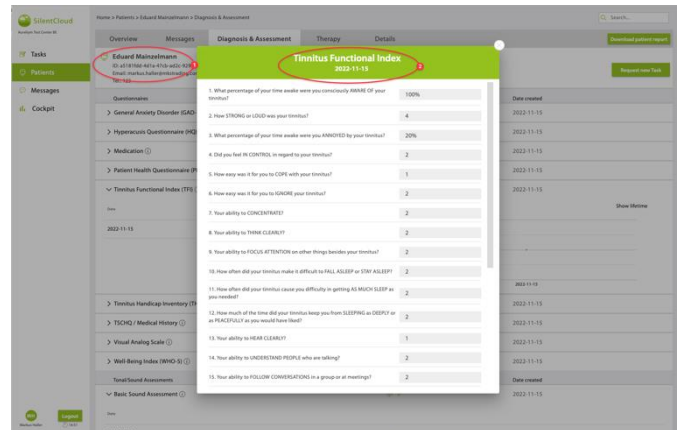 SilentCloud
Home > Patients > Eduard Mainzelmann > Diagnosis & Assessment
Search...
Overview Messages Diagnosis & Assessment Therapy Details
Download patient report
Tasks
Patients
Messages
Cockpit
Eduard Mainzelmann
Request new Task
Questionnaires
Date created
General Anxiety Disorder (GAD-
2022-11-15
Hyperacusis Questionnaire (HQ)
2022-11-15
Medication
2022-11-15
Patient Health Questionnaire (P
2022-11-15
Tinnitus Functional Index (TFI)
2022-11-15
Date
Show lifetime
2022-11-15
2022-11-15
Tinnitus Handicap Inventory (TH
2022-11-15
TSCHQ / Medical History
2022-11-15
Visual Analog Scale
2022-11-15
Well-Being Index (WHO-5)
2022-11-15
Tonal/Sound Assessments
Date created
Basic Sound Assessment
2022-11-15
Logout
Tinnitus Functional Index
2022-11-15
1. What percentage of your time awake were you consciously AWARE OF your
tinnitus?
100%
2. How STRONG or LOUD was your tinnitus?
4
3. What percentage of your time awake were you ANNOYED by your tinnitus?
20%
4. Did you feel IN CONTROL in regard to your tinnitus?
2
5. How easy was it for you to COPE with your tinnitus?
1
6. How easy was it for you to IGNORE your tinnitus?
2
7. Your ability to CONCENTRATE?
2
8. Your ability to THINK CLEARLY?
2
9. Your ability to FOCUS ATTENTION on other things besides your tinnitus?
2
10. How often did your tinnitus make it difficult to FALL ASLEEP or STAY ASLEEP?
2
11. How often did your tinnitus cause you difficulty in getting AS MUCH SLEEP as
you needed?
2
12. How much of the time did your tinnitus keep you from SLEEPING as DEEPLY or
as PEACEFULLY as you would have liked?
2
13. Your ability to HEAR CLEARLY?
1
14. Your ability to UNDERSTAND PEOPLE who are talking?
2
15. Your ability to FOLLOW CONVERSATIONS in a group or at meetings?
2